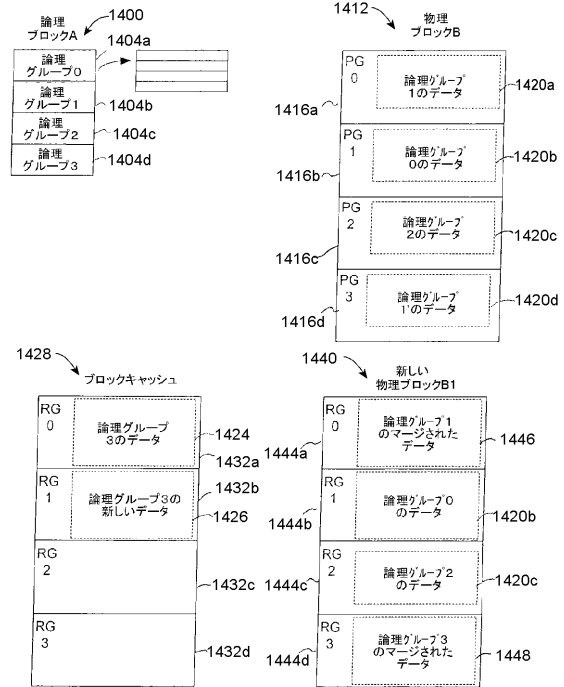 論理
ブロックA
1400
論理
グループ0
1404a
論理
グループ1
1404b
論理
グループ2
1404c
論理
グループ3
1404d
1412
物理
ブロックB
PG
0
論理グループ
1のデータ
1420a
1416a
PG
1
論理グループ
0のデータ
1420b
1416b
PG
2
論理グループ
2のデータ
1420c
1416c
PG
3
論理グループ
1'のデータ
1420d
1416d
1428
ブロックキャッシュ
RG
0
論理グループ
3のデータ
1424
1432a
RG
1
論理グループ3の
新しいデータ
1432b
1426
RG
2
1432c
RG
3
1432d
1440
新しい
物理ブロックB1
RG
0
論理グループ1
のマージされた
データ
1446
1444a
RG
1
論理グループ0
のデータ
1420b
1444b
RG
2
論理グループ2
のデータ
1420c
1444c
RG
3
論理グループ3
のマージされた
データ
1448
1444d